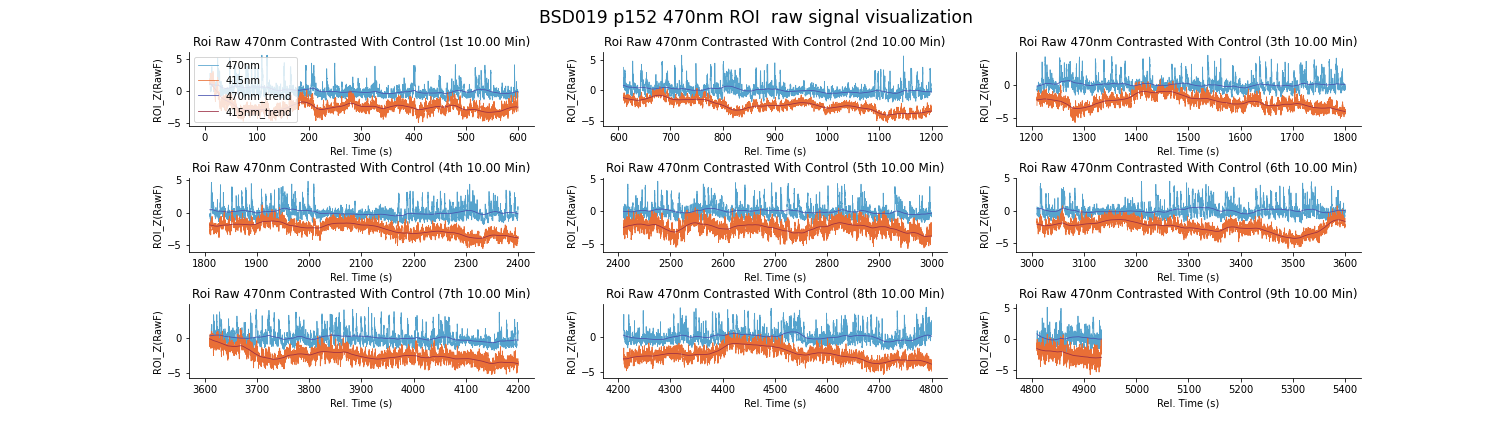 BSD019 p152 470nm ROI  raw signal visualization
Roi Raw 470nm Contrasted With Control (1st 10.00 Min)
ROI_Z(RawF)
5
0
−5
470nm
415nm
470nm_trend
415nm_trend
0 100 200 300 400 500 600
Rel. Time (s)
Roi Raw 470nm Contrasted With Control (2nd 10.00 Min)
ROI_Z(RawF)
5
0
−5
600 700 800 900 1000 1100 1200
Rel. Time (s)
Roi Raw 470nm Contrasted With Control (3th 10.00 Min)
ROI_Z(RawF)
0
−5
1200 1300 1400 1500 1600 1700 1800
Rel. Time (s)
Roi Raw 470nm Contrasted With Control (4th 10.00 Min)
ROI_Z(RawF)
5
0
−5
1800 1900 2000 2100 2200 2300 2400
Rel. Time (s)
Roi Raw 470nm Contrasted With Control (5th 10.00 Min)
ROI_Z(RawF)
5
0
−5
2400 2500 2600 2700 2800 2900 3000
Rel. Time (s)
Roi Raw 470nm Contrasted With Control (6th 10.00 Min)
ROI_Z(RawF)
5
0
−5
3000 3100 3200 3300 3400 3500 3600
Rel. Time (s)
Roi Raw 470nm Contrasted With Control (7th 10.00 Min)
ROI_Z(RawF)
0
−5
3600 3700 3800 3900 4000 4100 4200
Rel. Time (s)
Roi Raw 470nm Contrasted With Control (8th 10.00 Min)
ROI_Z(RawF)
0
−5
4200 4300 4400 4500 4600 4700 4800
Rel. Time (s)
Roi Raw 470nm Contrasted With Control (9th 10.00 Min)
ROI_Z(RawF)
5
0
−5
4800 4900 5000 5100 5200 5300 5400
Rel. Time (s)